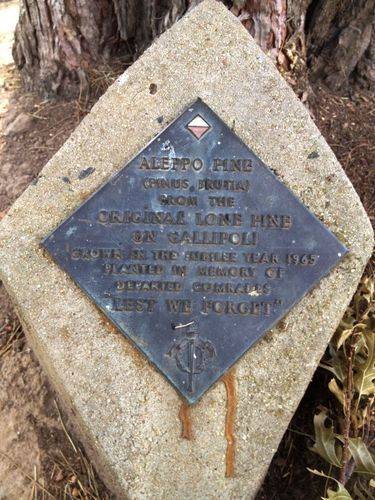 ALEPPO PINE
(PINUS BRUTIA)
FROM THE
ORIGINAL LONE PINE
ON GALLIPOLI
GROWN IN THE JUBILEE YEAR 1965
PLANTED IN MEMORY OF
DEPARTED COMRADES
"LEST WE FORGET"